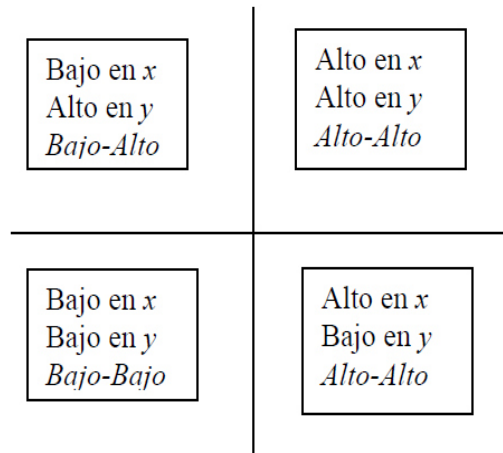 Bajo en x
Alto en y
Bajo-Alto
Alto en x
Alto en y
Alto-Alto
Bajo en x
Bajo en y
Bajo-Bajo
Alto en x
Bajo en y
Alto-Alto